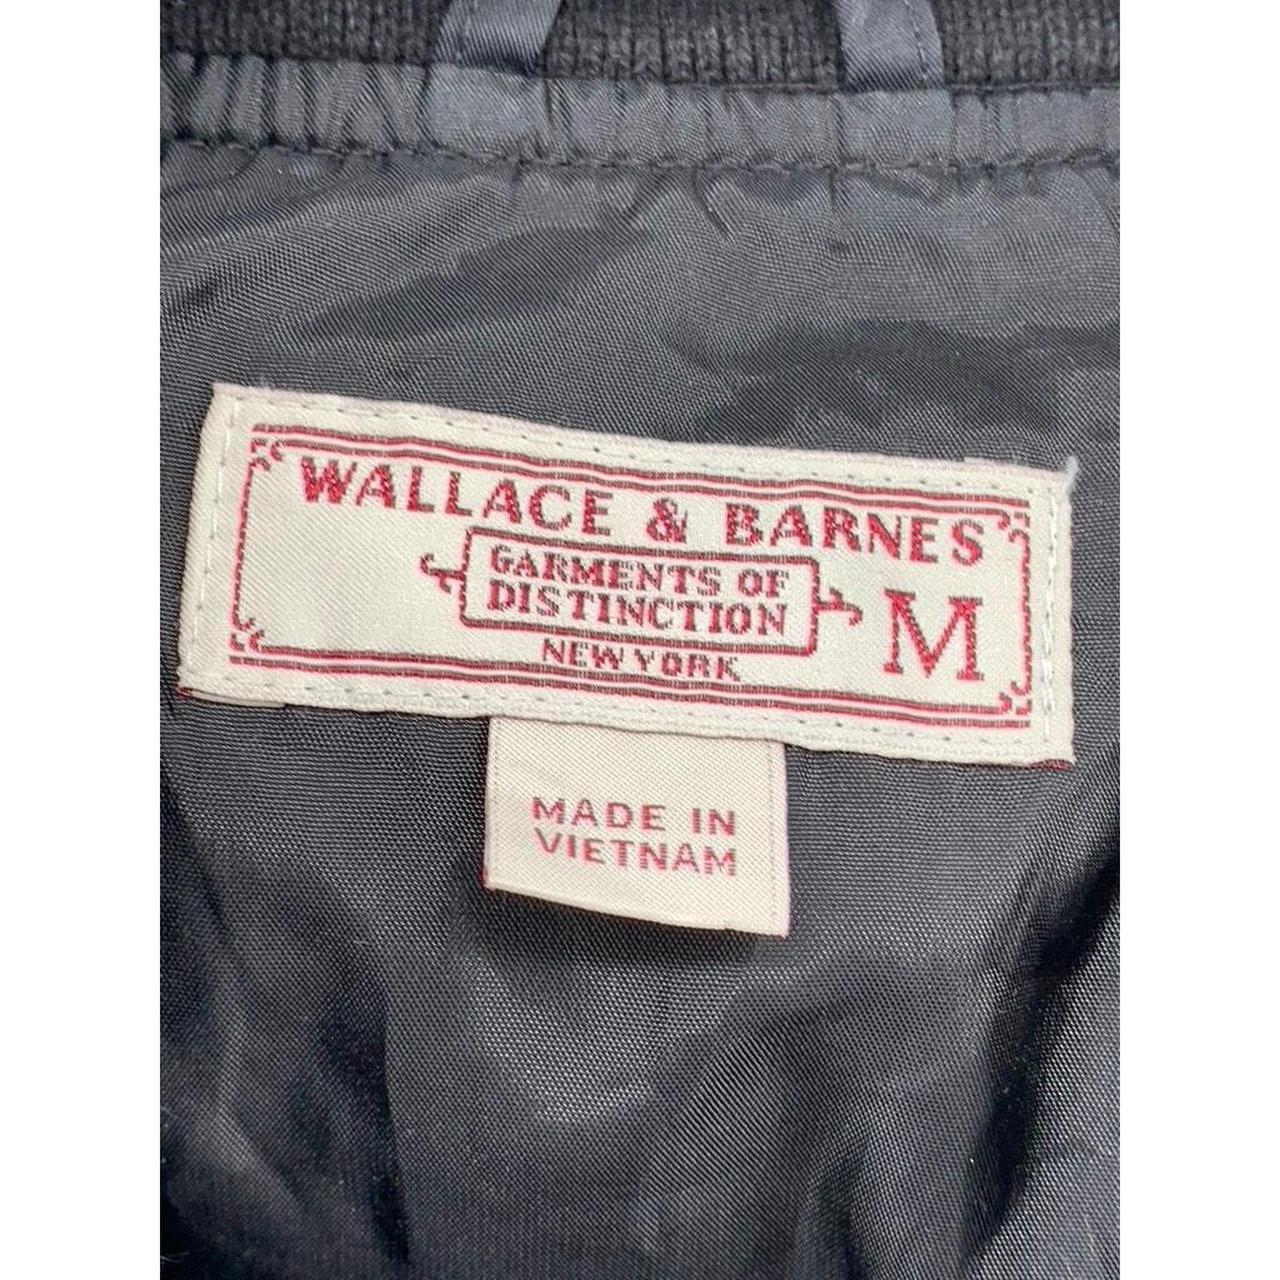 WALLACE & BARNES
GARMENTS OF
DISTINCTION
M
NEW YORK
MADE IN
VIETNAM